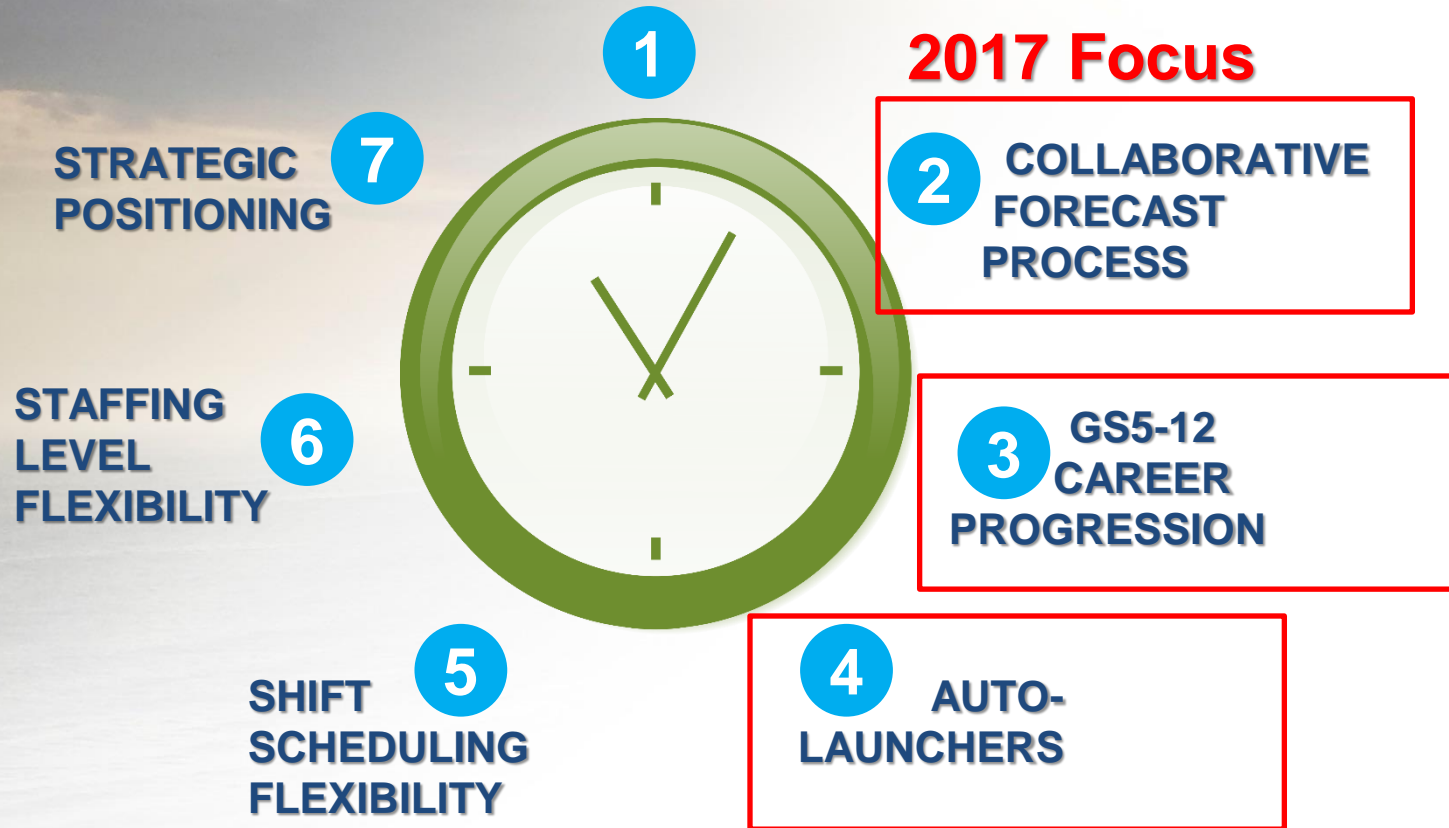 1
2017 Focus
2 COLLABORATIVE
FORECAST
PROCESS
3 GS5-12
CAREER
PROGRESSION
4 AUTO-
LAUNCHERS
5
SHIFT
SCHEDULING
FLEXIBILITY
6
STAFFING
LEVEL
FLEXIBILITY
7
STRATEGIC
POSITIONING